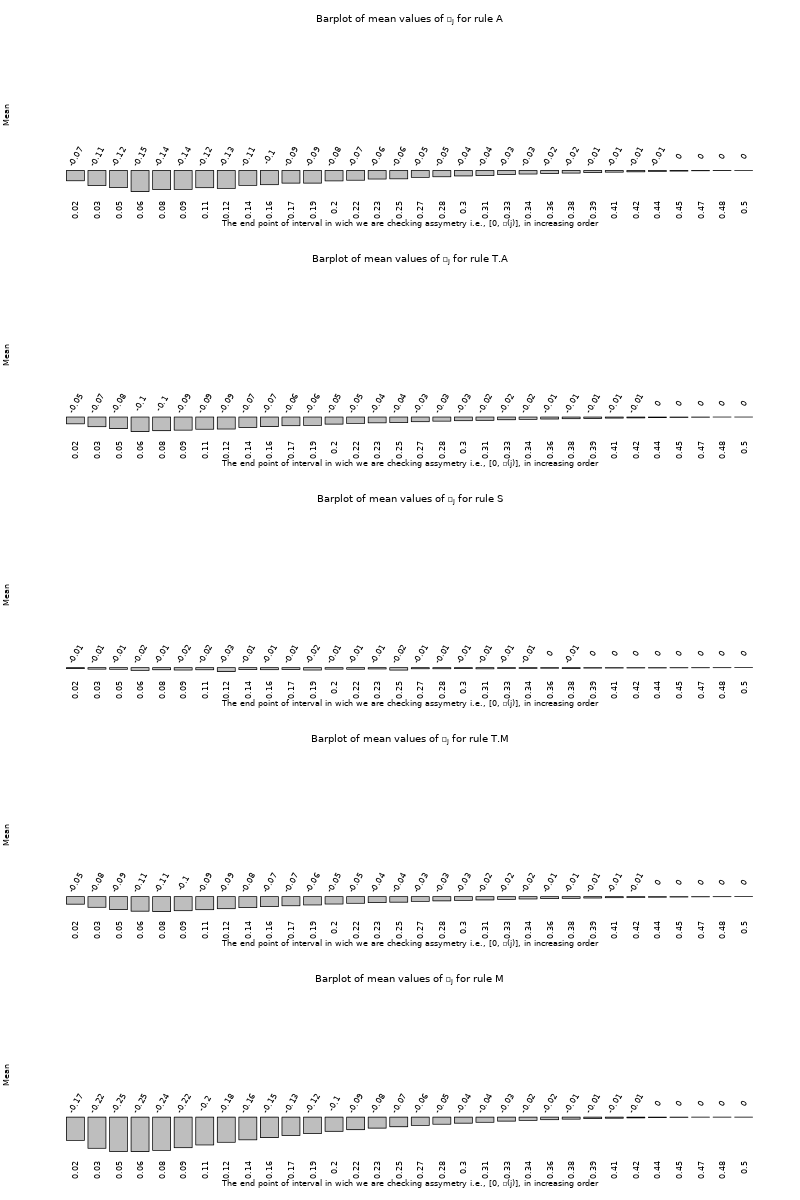 Barplot of mean values of □j for rule A
Mean
-0.07 -0.11 -0.12 -0.15 -0.14 -0.14 -0.12 -0.13 -0.11 -0.1 -0.09 -0.09 -0.08 -0.07 -0.06 -0.06 -0.05 -0.05 -0.04 -0.04 -0.03 -0.03 -0.02 -0.02 -0.01 -0.01 -0.01 -0.01 0 0 0 0
0.02 0.03 0.05 0.06 0.08 0.09 0.11 0.12 0.14 0.16 0.17 0.19 0.2 0.22 0.23 0.25 0.27 0.28 0.3 0.31 0.33 0.34 0.36 0.38 0.39 0.41 0.42 0.44 0.45 0.47 0.48 0.5
The end point of interval in wich we are checking assymetry i.e., [0, □(j)], in increasing order
Barplot of mean values of □j for rule T.A
Mean
-0.05 -0.07 -0.08 -0.1 -0.1 -0.09 -0.09 -0.09 -0.07 -0.07 -0.06 -0.06 -0.05 -0.05 -0.04 -0.04 -0.03 -0.03 -0.03 -0.02 -0.02 -0.02 -0.01 -0.01 -0.01 -0.01 -0.01 0 0 0 0 0
0.02 0.03 0.05 0.06 0.08 0.09 0.11 0.12 0.14 0.16 0.17 0.19 0.2 0.22 0.23 0.25 0.27 0.28 0.3 0.31 0.33 0.34 0.36 0.38 0.39 0.41 0.42 0.44 0.45 0.47 0.48 0.5
The end point of interval in wich we are checking assymetry i.e., [0, □(j)], in increasing order
Barplot of mean values of □j for rule S
Mean
-0.01 -0.01 -0.01 -0.02 -0.01 -0.02 -0.02 -0.03 -0.01 -0.01 -0.01 -0.02 -0.01 -0.01 -0.01 -0.02 -0.01 -0.01 -0.01 -0.01 -0.01 -0.01 0 -0.01 0 0 0 0 0 0 0 0
0.02 0.03 0.05 0.06 0.08 0.09 0.11 0.12 0.14 0.16 0.17 0.19 0.2 0.22 0.23 0.25 0.27 0.28 0.3 0.31 0.33 0.34 0.36 0.38 0.39 0.41 0.42 0.44 0.45 0.47 0.48 0.5
The end point of interval in wich we are checking assymetry i.e., [0, □(j)], in increasing order
Barplot of mean values of □j for rule T.M
Mean
-0.05 -0.08 -0.09 -0.11 -0.11 -0.1 -0.09 -0.09 -0.08 -0.07 -0.07 -0.06 -0.05 -0.05 -0.04 -0.04 -0.03 -0.03 -0.03 -0.02 -0.02 -0.02 -0.01 -0.01 -0.01 -0.01 -0.01 0 0 0 0 0
0.02 0.03 0.05 0.06 0.08 0.09 0.11 0.12 0.14 0.16 0.17 0.19 0.2 0.22 0.23 0.25 0.27 0.28 0.3 0.31 0.33 0.34 0.36 0.38 0.39 0.41 0.42 0.44 0.45 0.47 0.48 0.5
The end point of interval in wich we are checking assymetry i.e., [0, □(j)], in increasing order
Barplot of mean values of □j for rule M
Mean
-0.17 -0.22 -0.25 -0.25 -0.24 -0.22 -0.2 -0.18 -0.16 -0.15 -0.13 -0.12 -0.1 -0.09 -0.08 -0.07 -0.06 -0.05 -0.04 -0.04 -0.03 -0.02 -0.02 -0.01 -0.01 -0.01 -0.01 0 0 0 0 0
0.02 0.03 0.05 0.06 0.08 0.09 0.11 0.12 0.14 0.16 0.17 0.19 0.2 0.22 0.23 0.25 0.27 0.28 0.3 0.31 0.33 0.34 0.36 0.38 0.39 0.41 0.42 0.44 0.45 0.47 0.48 0.5
The end point of interval in wich we are checking assymetry i.e., [0, □(j)], in increasing order